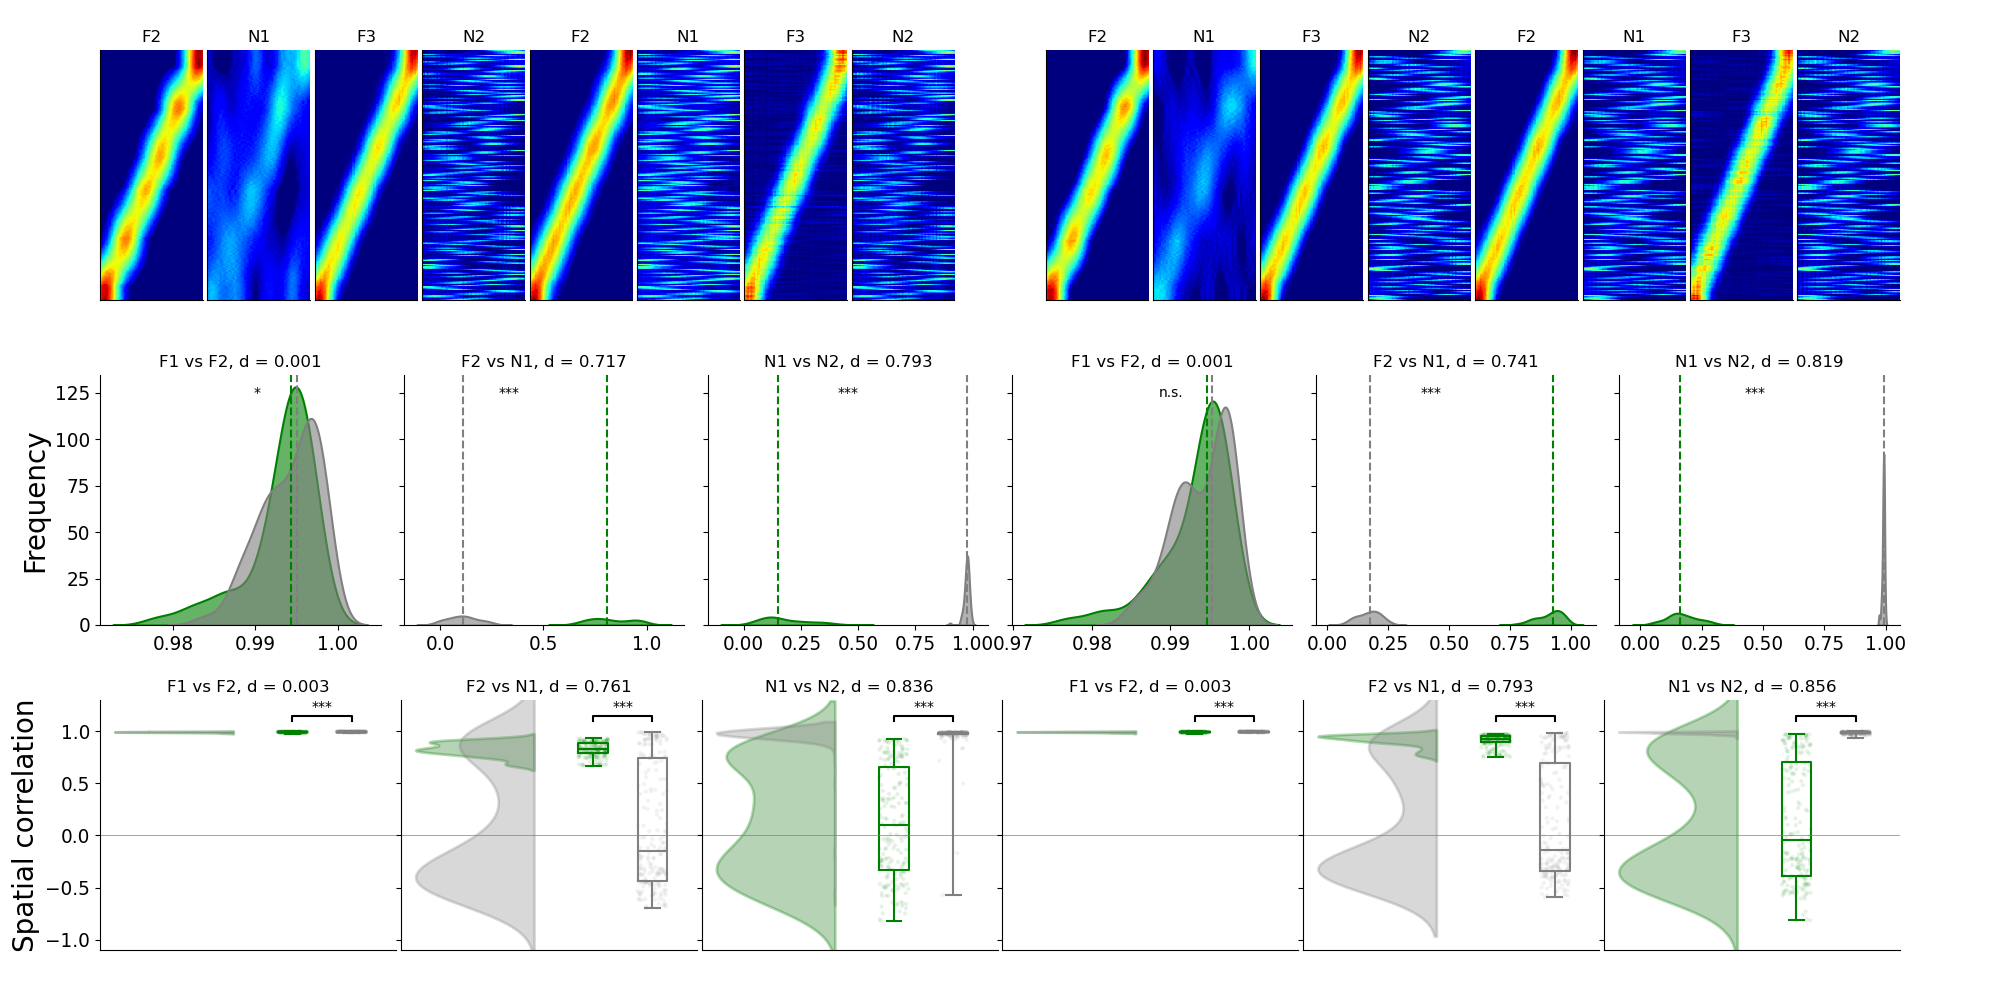 F2 N1 F3 N2 F2 N1 F3 N2 F2 N1 F3 N2 F2 N1 F3 N2
F1 vs F2, d = 0.001 F2 vs N1, d = 0.717 N1 vs N2, d = 0.793 F1 vs F2, d = 0.001 F2 vs N1, d = 0.741 N1 vs N2, d = 0.819
* *** *** n.s. *** ***
Frequency
125
100
75
50
25
0
0.98 0.99 1.00 0.0 0.5 1.0 0.00 0.25 0.50 0.75 1.00 0.97 0.98 0.99 1.00 0.00 0.25 0.50 0.75 1.00 0.00 0.25 0.50 0.75 1.00
F1 vs F2, d = 0.003 F2 vs N1, d = 0.761 N1 vs N2, d = 0.836 F1 vs F2, d = 0.003 F2 vs N1, d = 0.793 N1 vs N2, d = 0.856
*** *** *** *** *** ***
Spatial correlation
1.0
0.5
0.0
−0.5
−1.0